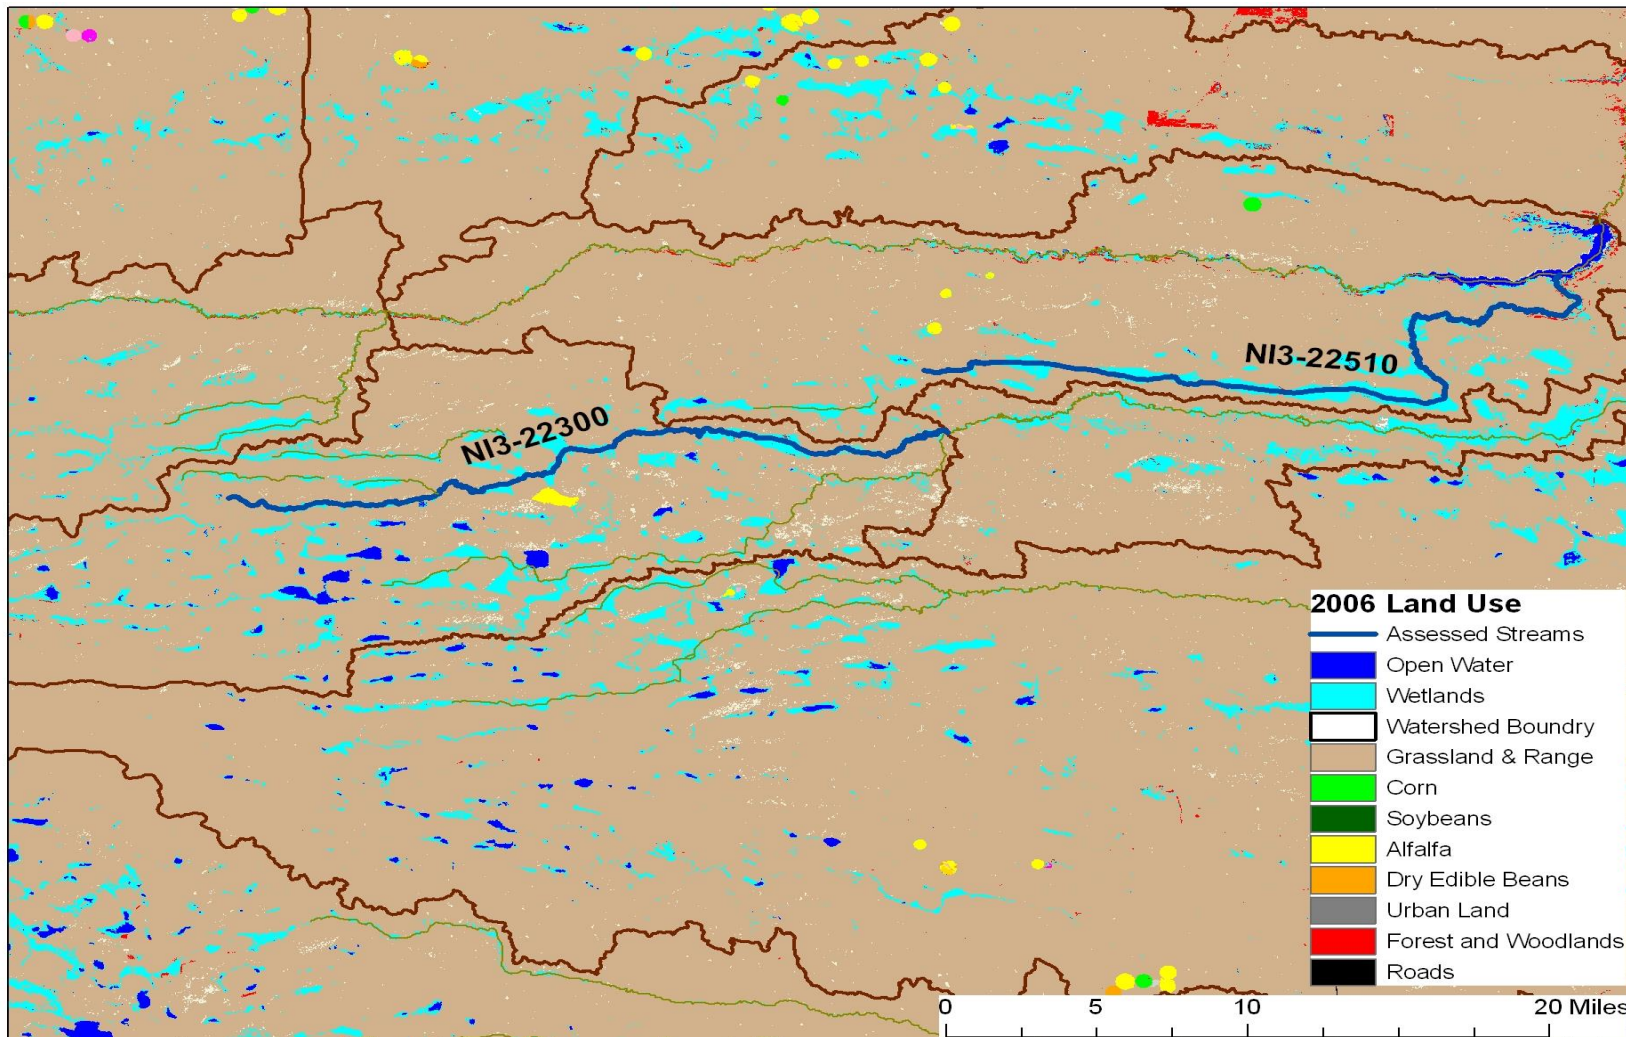 NI3-22510
NI3-22300
2006 Land Use
Assessed Streams
Open Water
Wetlands
Watershed Boundry
Grassland & Range
Corn
Soybeans
Alfalfa
Dry Edible Beans
Urban Land
Forest and Woodlands
Roads
0 5 10 20 Miles